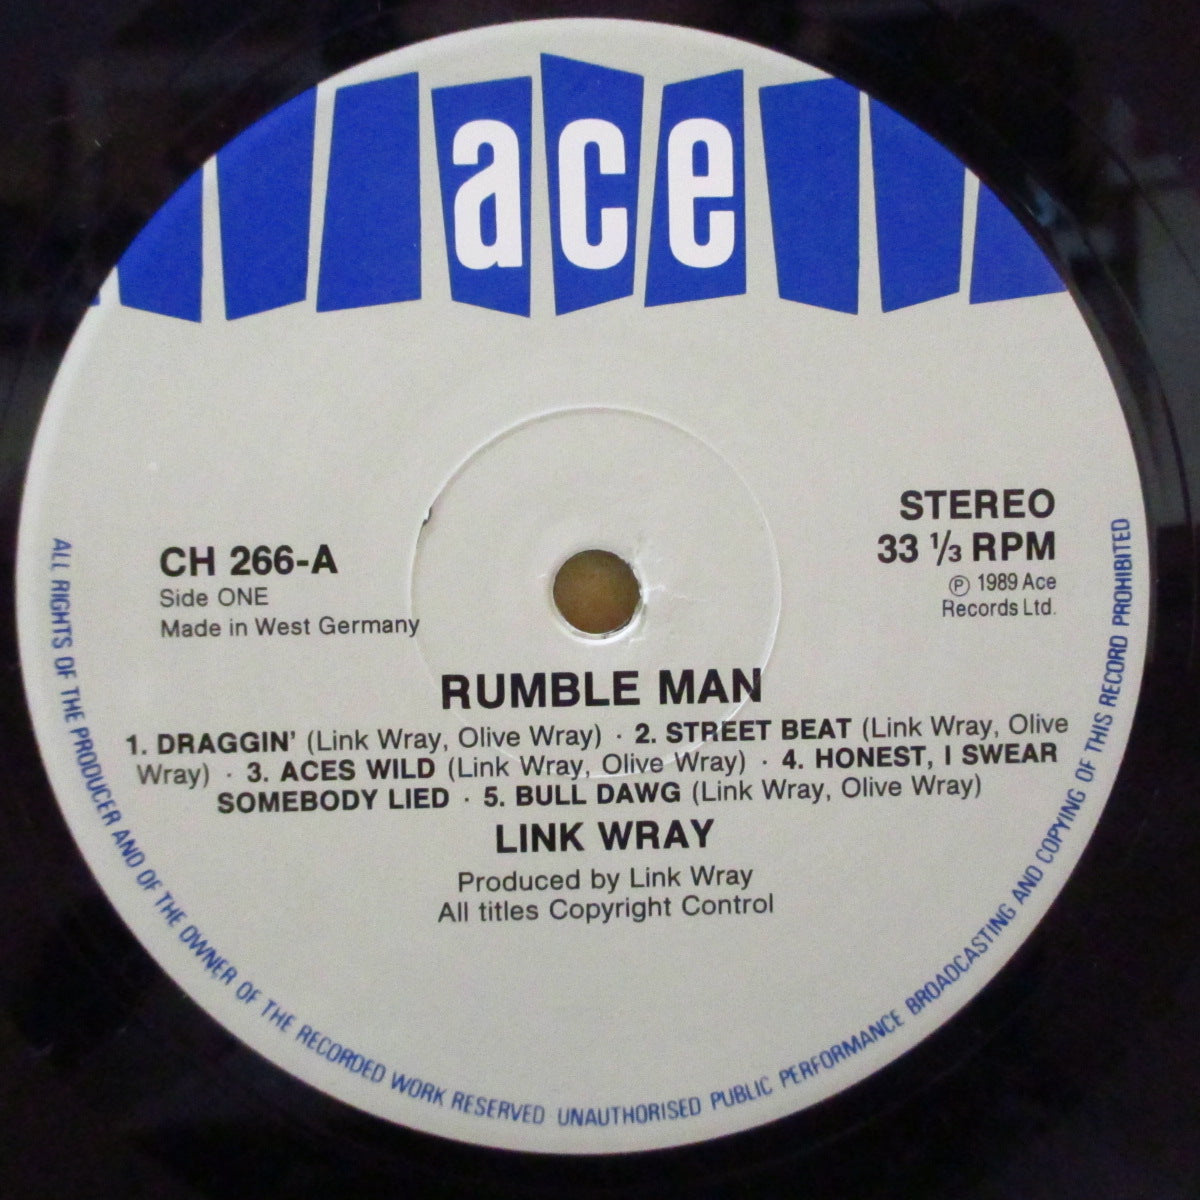 ace
STEREO
33 ⅓ RPM
℗ 1989 Ace
Records Ltd.
CH 266-A
Side ONE
Made in West Germany
RUMBLE MAN
1. DRAGGIN' (Link Wray, Olive Wray) · 2. STREET BEAT (Link Wray, Olive
Wray) · 3. ACES WILD (Link Wray, Olive Wray) · 4. HONEST, I SWEAR
SOMEBODY LIED · 5. BULL DAWG (Link Wray, Olive Wray)
LINK WRAY
Produced by Link Wray
All titles Copyright Control
ALL RIGHTS OF THE PRODUCER AND OF THE OWNER OF THE RECORDED WORK RESERVED UNAUTHORISED PUBLIC PERFORMANCE BROADCASTING AND COPYING OF THIS RECORD PROHIBITED